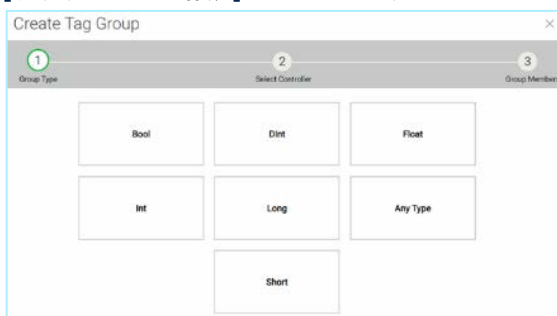 Create Tag Group ×
1 2 3
Group Type Select Controller Group Members
Bool Dint Float
Int Long Any Type
Short